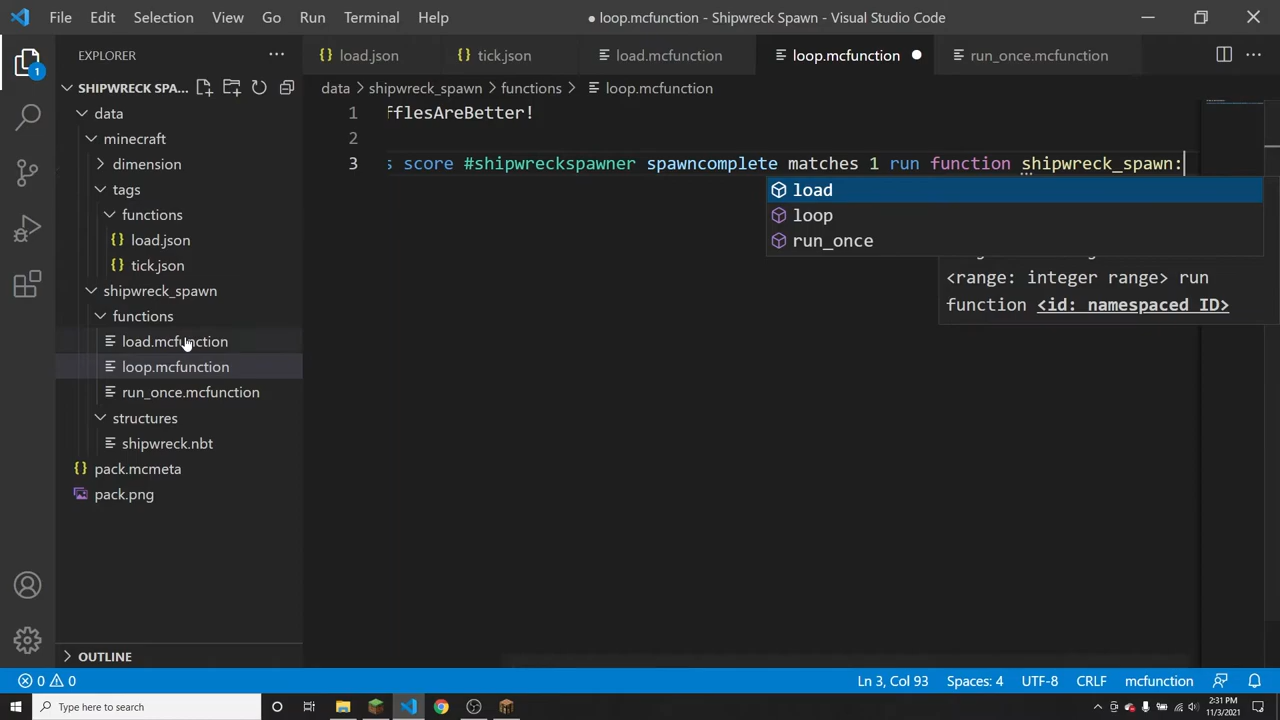 File Edit Selection View Go Run Terminal Help ● loop.mcfunction - Shipwreck Spawn - Visual Studio Code
EXPLORER ···
load.json tick.json load.mcfunction loop.mcfunction run_once.mcfunction
SHIPWRECK SPA...
data > shipwreck_spawn > functions > loop.mcfunction
data
minecraft
dimension
tags
functions
load.json
tick.json
shipwreck_spawn
functions
load.mcfunction
loop.mcfunction
run_once.mcfunction
structures
shipwreck.nbt
pack.mcmeta
pack.png
OUTLINE
1 fflesAreBetter!
2
3 s score #shipwreckspawner spawncomplete matches 1 run function shipwreck_spawn:
load
loop
run_once
<range: integer range> run
function <id: namespaced ID>
1
0 0 Ln 3, Col 93 Spaces: 4 UTF-8 CRLF mcfunction
Type here to search
2:31 PM
11/3/2021